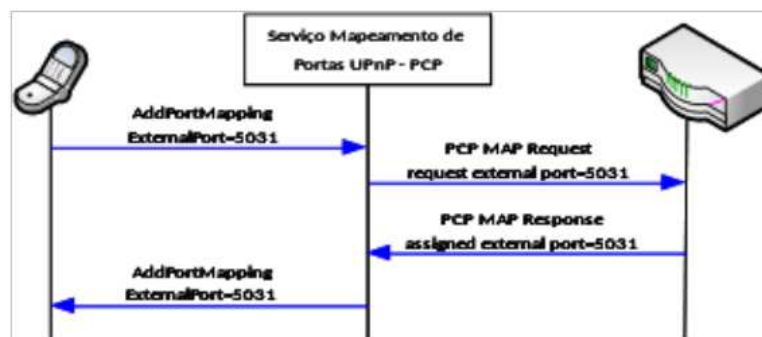 Serviço Mapeamento de
Portas UPnP - PCP
AddPortMapping
ExternalPort=5031
PCP MAP Request
request external port=5031
PCP MAP Response
assigned external port=5031
AddPortMapping
ExternalPort=5031